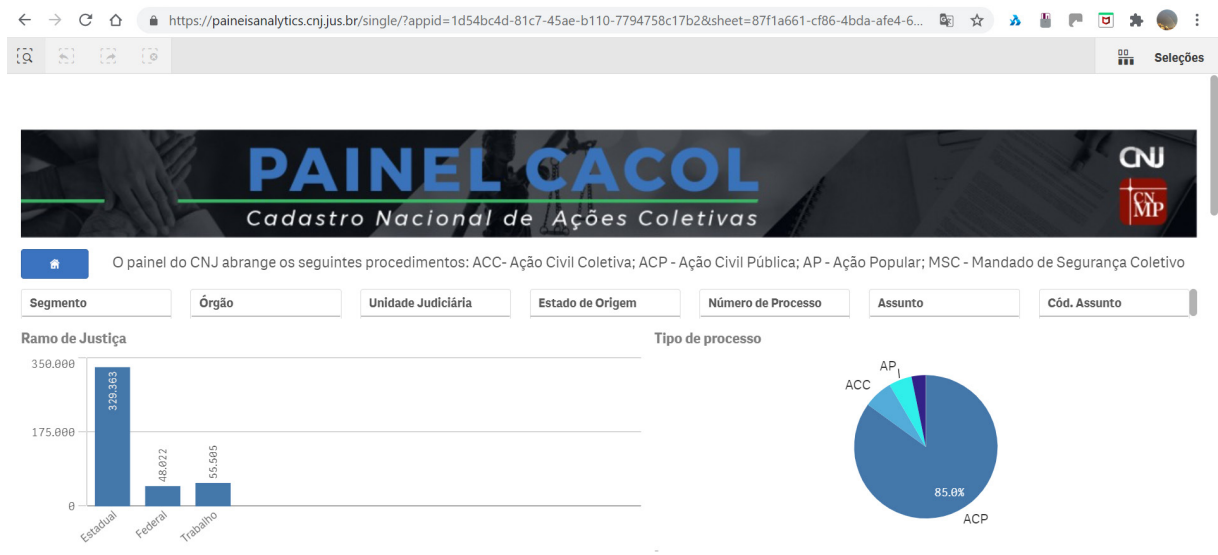 https://paineisanalytics.cnj.jus.br/single/?appid=1d54bc4d-81c7-45ae-b110-7794758c17b2&sheet=87f1a661-cf86-4bda-afe4-6...
Seleções
PAINEL CACOL
Cadastro Nacional de Ações Coletivas
CNJ
CN
MP
O painel do CNJ abrange os seguintes procedimentos: ACC- Ação Civil Coletiva; ACP - Ação Civil Pública; AP - Ação Popular; MSC - Mandado de Segurança Coletivo
Segmento Órgão Unidade Judiciária Estado de Origem Número de Processo Assunto Cód. Assunto
Ramo de Justiça
350.000
175.000
0
329.363
48.022
55.505
Estadual
Federal
Trabalho
Tipo de processo
AP
ACC
85.0%
ACP